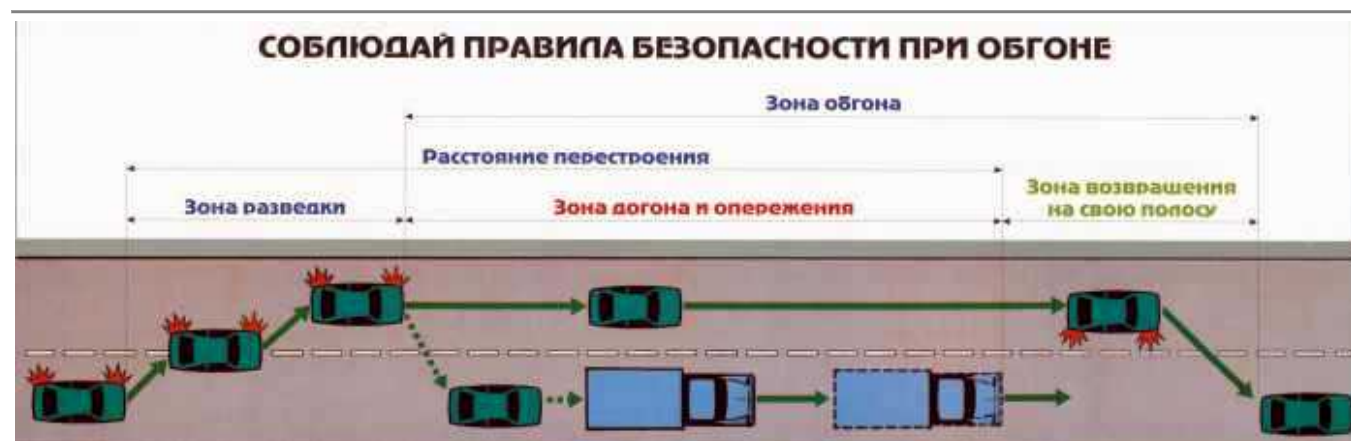 СОБЛЮДАЙ ПРАВИЛА БЕЗОПАСНОСТИ ПРИ ОБГОНЕ
Зона обгона
Расстояние перестроения
Зона разведки
Зона догона и опережения
Зона возвращения
на свою полосу